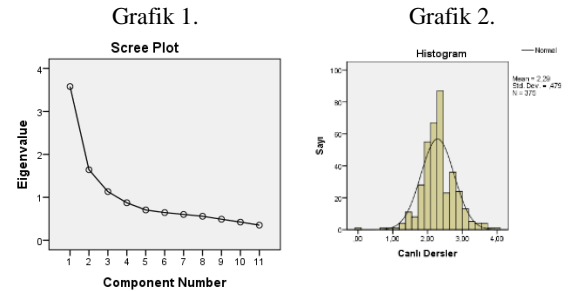 Grafik 1.
Grafik 2.
Scree Plot
Eigenvalue
4
3
2
1
0
1 2 3 4 5 6 7 8 9 10 11
Component Number
Histogram
Normal
Mean = 2.29
Std. Dev. = ,479
N = 375
Sayı
100
80
60
40
20
0
,00 1,00 2,00 3,00 4,00
Canlı Dersler